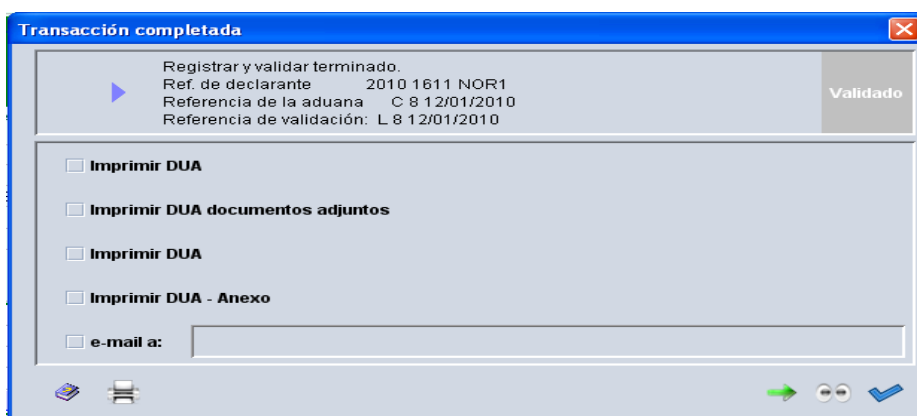 Transacción completada
Registrar y validar terminado.
Ref. de declarante 2010 1611 NOR1
Referencia de la aduana C 8 12/01/2010
Referencia de validación: L 8 12/01/2010
Validado
Imprimir DUA
Imprimir DUA documentos adjuntos
Imprimir DUA
Imprimir DUA - Anexo
e-mail a: